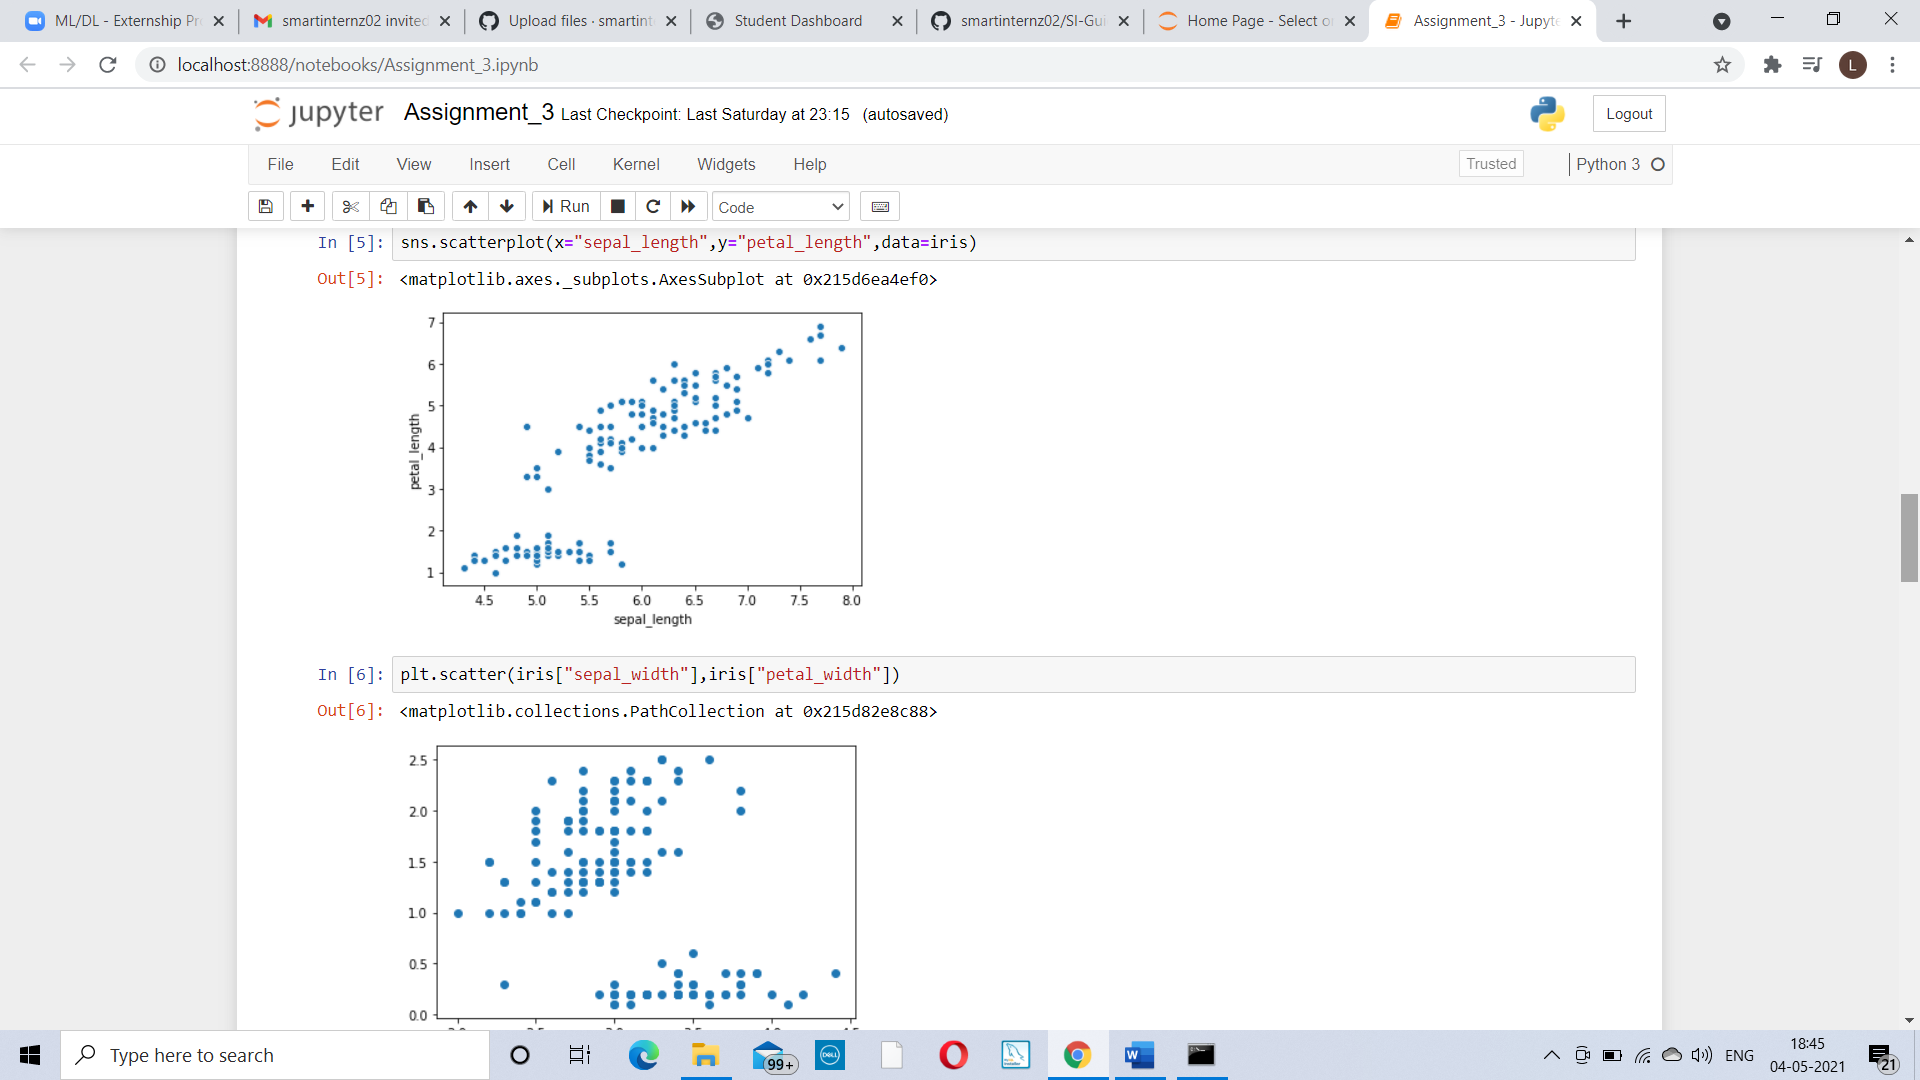 ML/DL - Externship Pr
smartinternz02 invited
Upload files · smartint
Student Dashboard
smartinternz02/SI-Gui
Home Page - Select or
Assignment_3 - Jupyte
localhost:8888/notebooks/Assignment_3.ipynb
L
jupyter Assignment_3 Last Checkpoint: Last Saturday at 23:15 (autosaved)
Logout
File Edit View Insert Cell Kernel Widgets Help
Trusted
Python 3
Run
Code
In [5]: sns.scatterplot(x="sepal_length",y="petal_length",data=iris)
Out[5]: <matplotlib.axes._subplots.AxesSubplot at 0x215d6ea4ef0>
7
6
5
4
3
2
1
petal_length
4.5 5.0 5.5 6.0 6.5 7.0 7.5 8.0
sepal_length
In [6]: plt.scatter(iris["sepal_width"],iris["petal_width"])
Out[6]: <matplotlib.collections.PathCollection at 0x215d82e8c88>
2.5
2.0
1.5
1.0
0.5
0.0
Type here to search
99+
DELL
W
ENG
18:45
04-05-2021
21